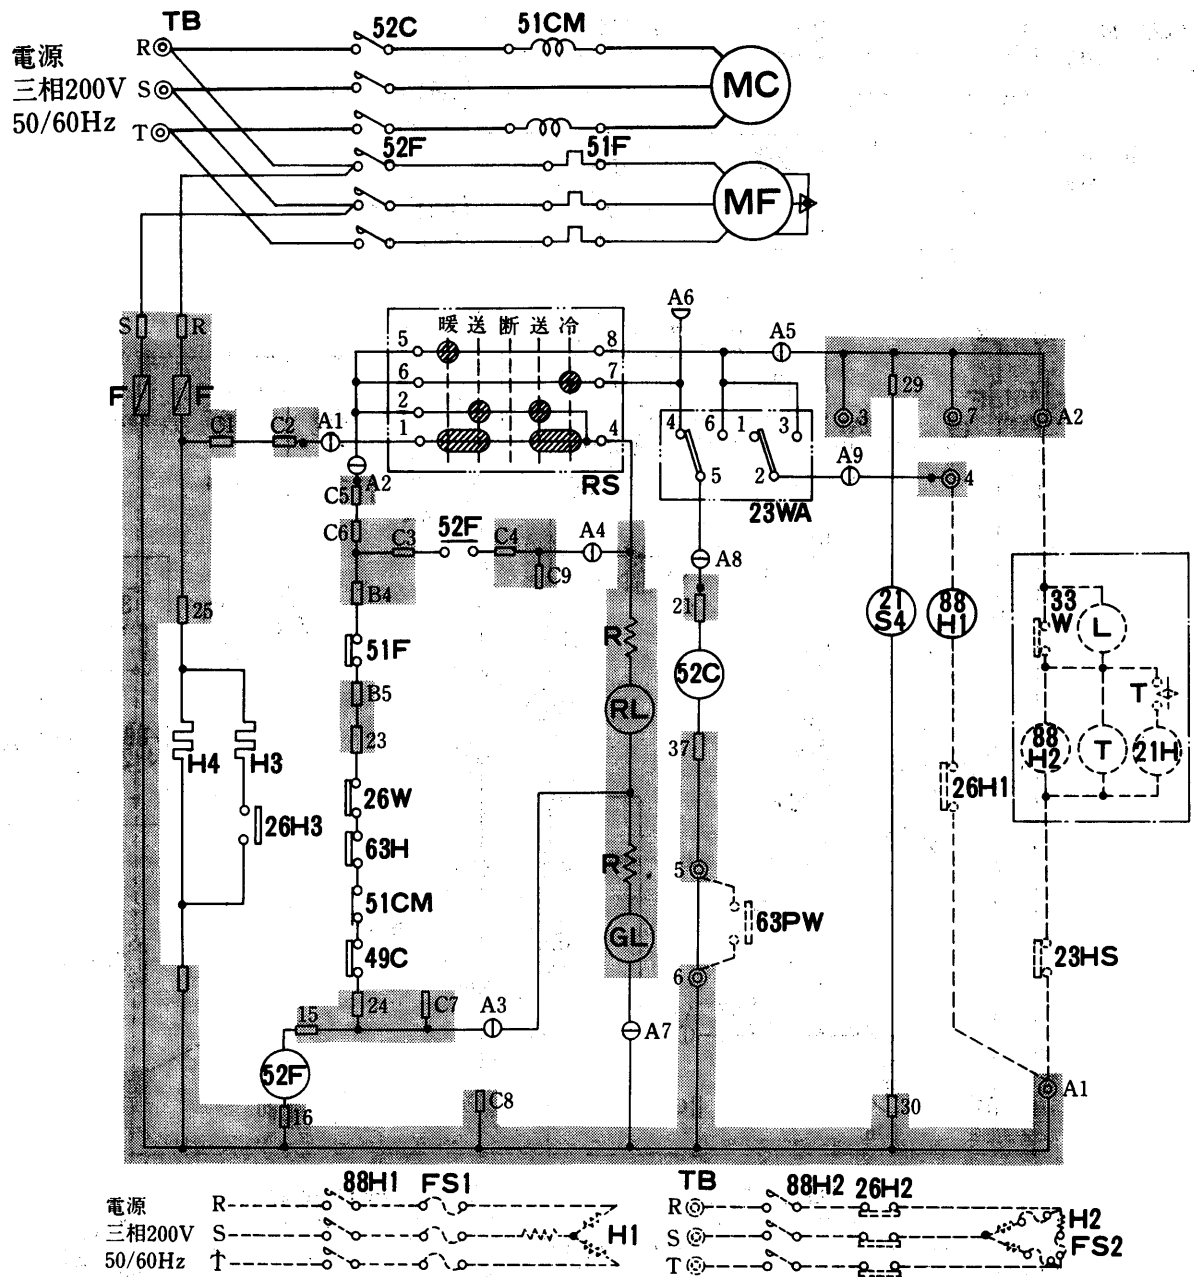 TB
52C
51CM
電源
三相200V
50/60Hz
R
S
T
MC
52F
51F
MF
S
R
F
F
暖 送 断 送 冷
5
8
6
7
2
1
4
RS
A6
A5
29
3
7
A2
C1
C2
A1
A2
C5
C6
4
6
1
3
5
2
A9
4
23WA
C3
52F
C4
A4
C9
A8
B4
25
21
21
S4
88
H1
33
W
L
51F
R
52C
B5
RL
T
23
37
88
H2
T
21H
H4
H3
26W
26H1
26H3
63H
R
5
51CM
63PW
GL
49C
23HS
6
24
C7
A3
15
A7
52F
16
C8
30
A1
88H1
FS1
電源
三相200V
50/60Hz
R
S
T
H1
TB
88H2
26H2
R
S
T
H2
FS2